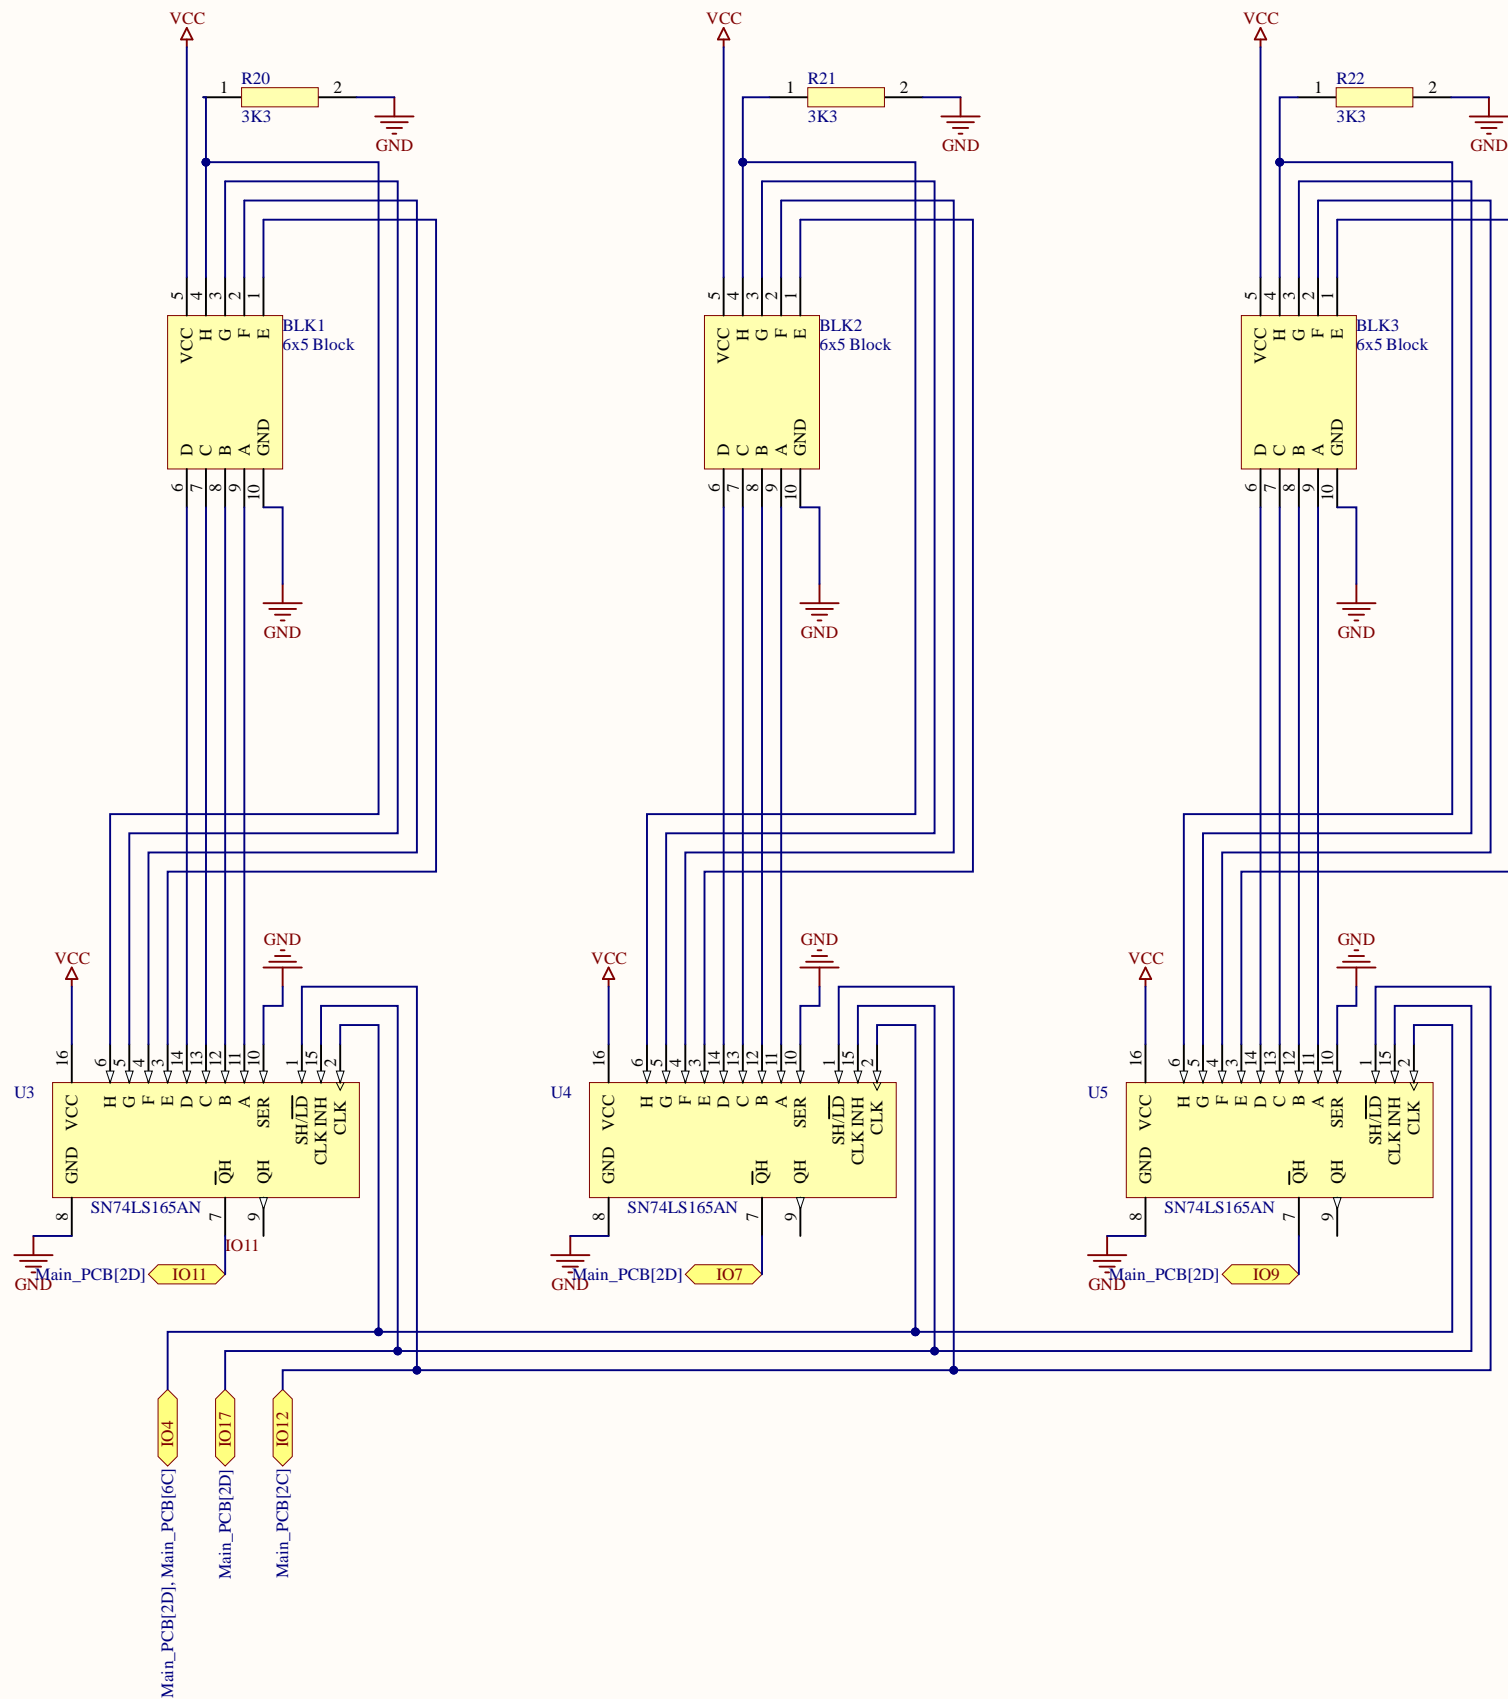 VCC
VCC
VCC
R20
1 2
3K3
GND
R21
1 2
3K3
GND
R22
1 2
3K3
GND
5 4 3 2 1
VCC H G F E
BLK1
6x5 Block
D C B A GND
6 7 8 9 10
GND
5 4 3 2 1
VCC H G F E
BLK2
6x5 Block
D C B A GND
6 7 8 9 10
GND
5 4 3 2 1
VCC H G F E
BLK3
6x5 Block
D C B A GND
6 7 8 9 10
GND
VCC
GND
16 6 5 4 3 14 13 12 11 10 1 15 2
U3
VCC H G F E D C B A SER SH/LD CLK INH CLK
GND QH QH
SN74LS165AN
8 7 9
IO11
GND
Main_PCB[2D] IO11
VCC
GND
16 6 5 4 3 14 13 12 11 10 1 15 2
U4
VCC H G F E D C B A SER SH/LD CLK INH CLK
GND QH QH
SN74LS165AN
8 7 9
GND
Main_PCB[2D] IO7
VCC
GND
16 6 5 4 3 14 13 12 11 10 1 15 2
U5
VCC H G F E D C B A SER SH/LD CLK INH CLK
GND QH QH
SN74LS165AN
8 7 9
GND
Main_PCB[2D] IO9
Main_PCB[2D], Main_PCB[6C] IO4
Main_PCB[2D] IO17
Main_PCB[2C] IO12